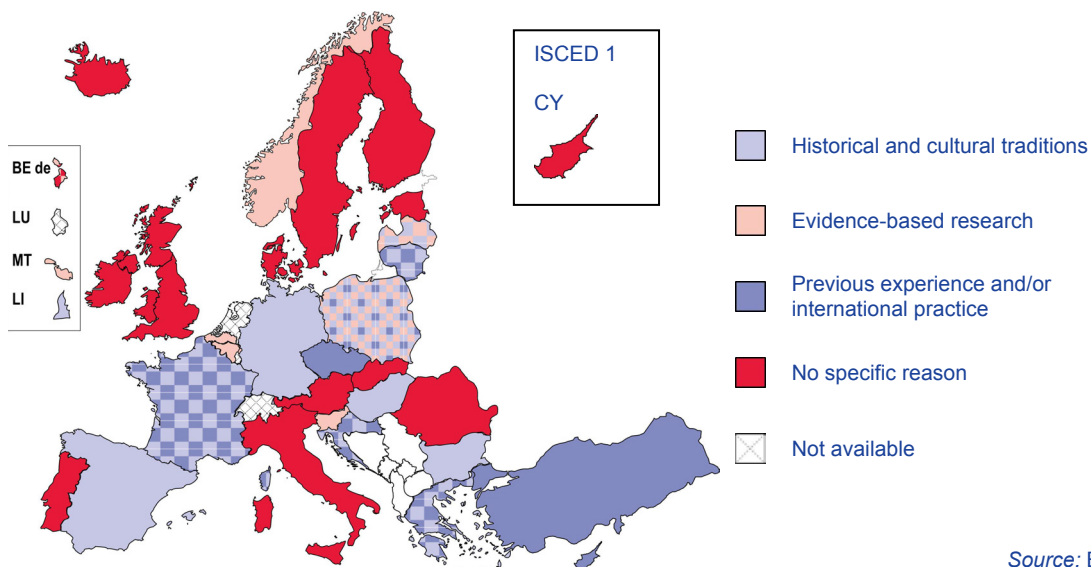 ISCED 1
CY
BE de
LU
MT
LI
Historical and cultural traditions
Evidence-based research
Previous experience and/or
international practice
No specific reason
Not available
Source: E